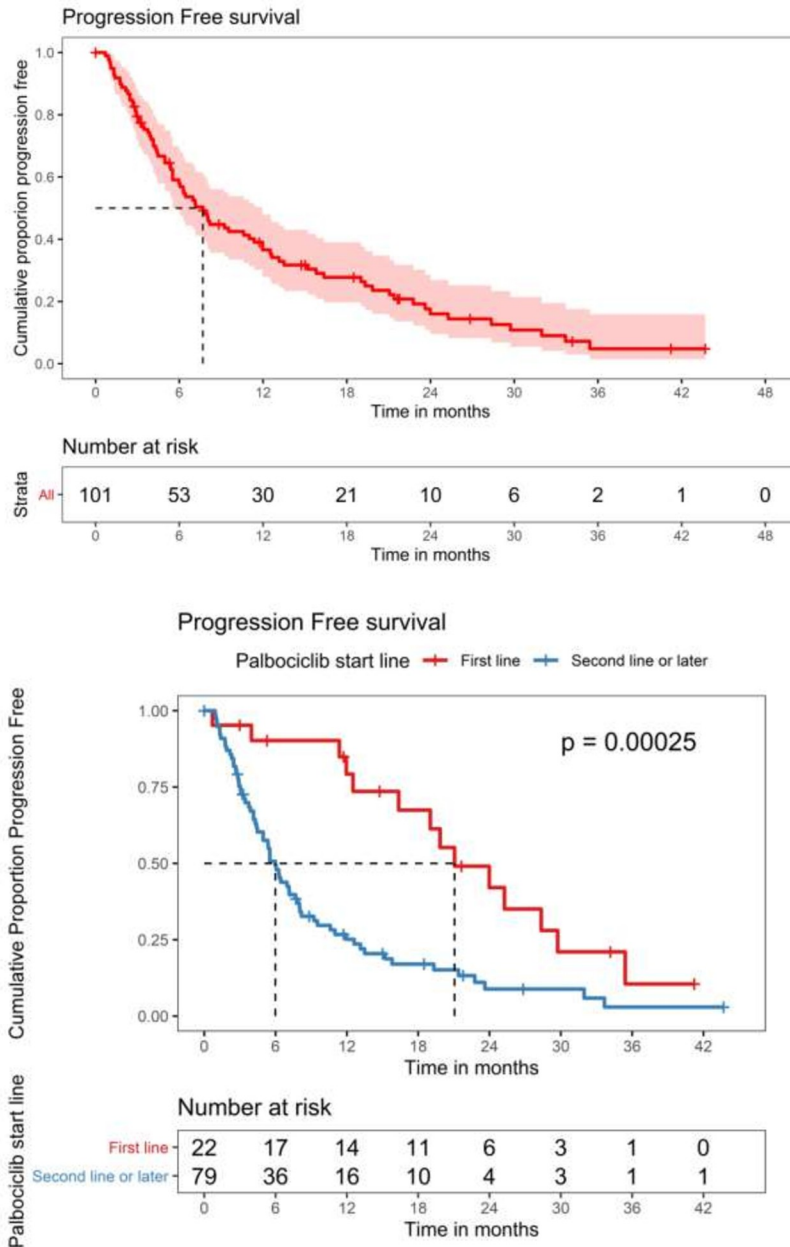 Progression Free survival
Cumulative proporion progression free
1.0
0.8
0.6
0.4
0.2
0.0
0 6 12 18 24 30 36 42 48
Time in months
Number at risk
Strata
All 101 53 30 21 10 6 2 1 0
0 6 12 18 24 30 36 42 48
Time in months
Progression Free survival
Palbociclib start line First line Second line or later
Cumulative Proportion Progression Free
1.00
0.75
0.50
0.25
0.00
p = 0.00025
0 6 12 18 24 30 36 42
Time in months
Number at risk
Palbociclib start line
First line 22 17 14 11 6 3 1 0
Second line or later 79 36 16 10 4 3 1 1
0 6 12 18 24 30 36 42
Time in months